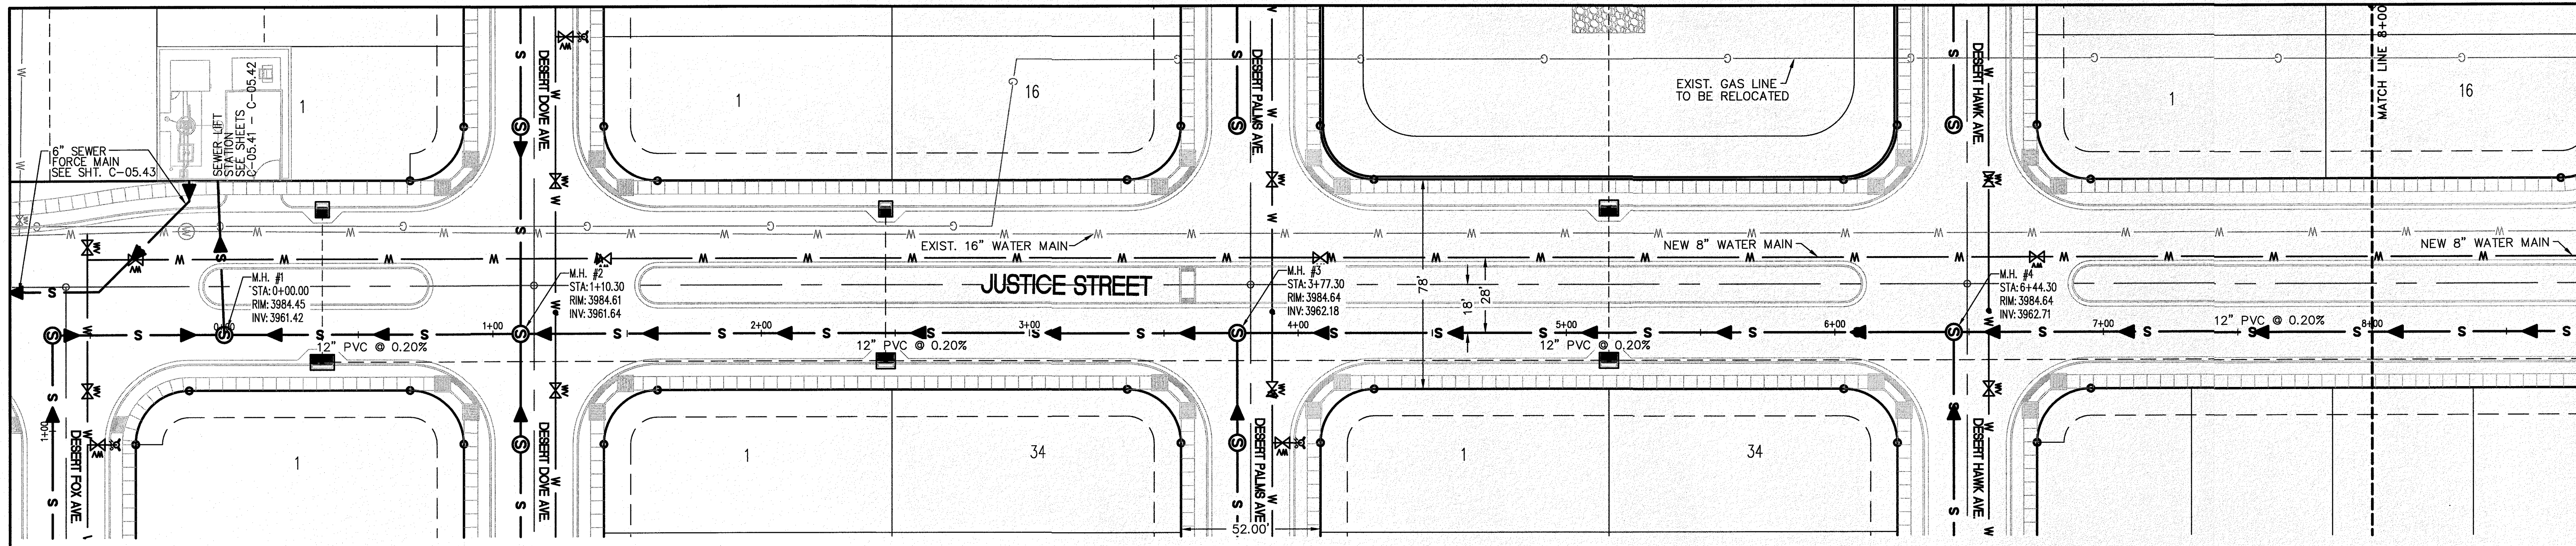 6" SEWER
FORCE MAIN
SEE SHT. C-05.43
SEWER LIFT
STATION
SEE SHEETS
C-05.41 - C-05.42
1
DESERT DOVE AVE.
1
16
DESERT PALMS AVE.
EXIST. GAS LINE
TO BE RELOCATED
DESERT HAWK AVE.
1
MATCH LINE 8+00
16
EXIST. 16" WATER MAIN
NEW 8" WATER MAIN
NEW 8" WATER MAIN
JUSTICE STREET
M.H. #1
STA: 0+00.00
RIM: 3984.45
INV: 3961.42
M.H. #2
STA: 1+10.30
RIM: 3984.61
INV: 3961.64
M.H. #3
STA: 3+77.30
RIM: 3984.64
INV: 3962.18
78'
18'
28'
M.H. #4
STA: 6+44.30
RIM: 3984.64
INV: 3962.71
0+00
1+00
2+00
3+00
4+00
5+00
6+00
7+00
8+00
12" PVC @ 0.20%
12" PVC @ 0.20%
12" PVC @ 0.20%
12" PVC @ 0.20%
1+00
DESERT FOX AVE.
1
DESERT DOVE AVE.
1
34
DESERT PALMS AVE.
52.00'
1
34
DESERT HAWK AVE.